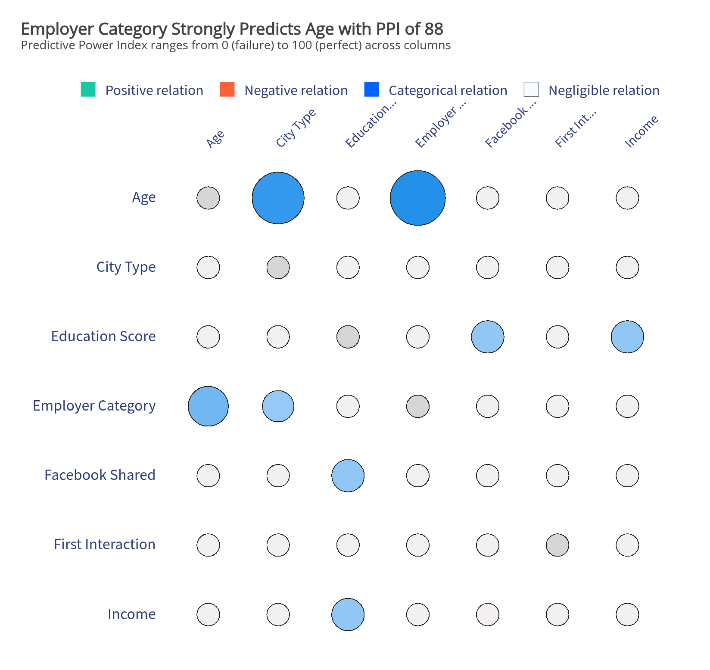 Employer Category Strongly Predicts Age with PPI of 88
Predictive Power Index ranges from 0 (failure) to 100 (perfect) across columns
Positive relation Negative relation Categorical relation Negligible relation
Age City Type Education... Employer ... Facebook ... First Int... Income
Age
City Type
Education Score
Employer Category
Facebook Shared
First Interaction
Income